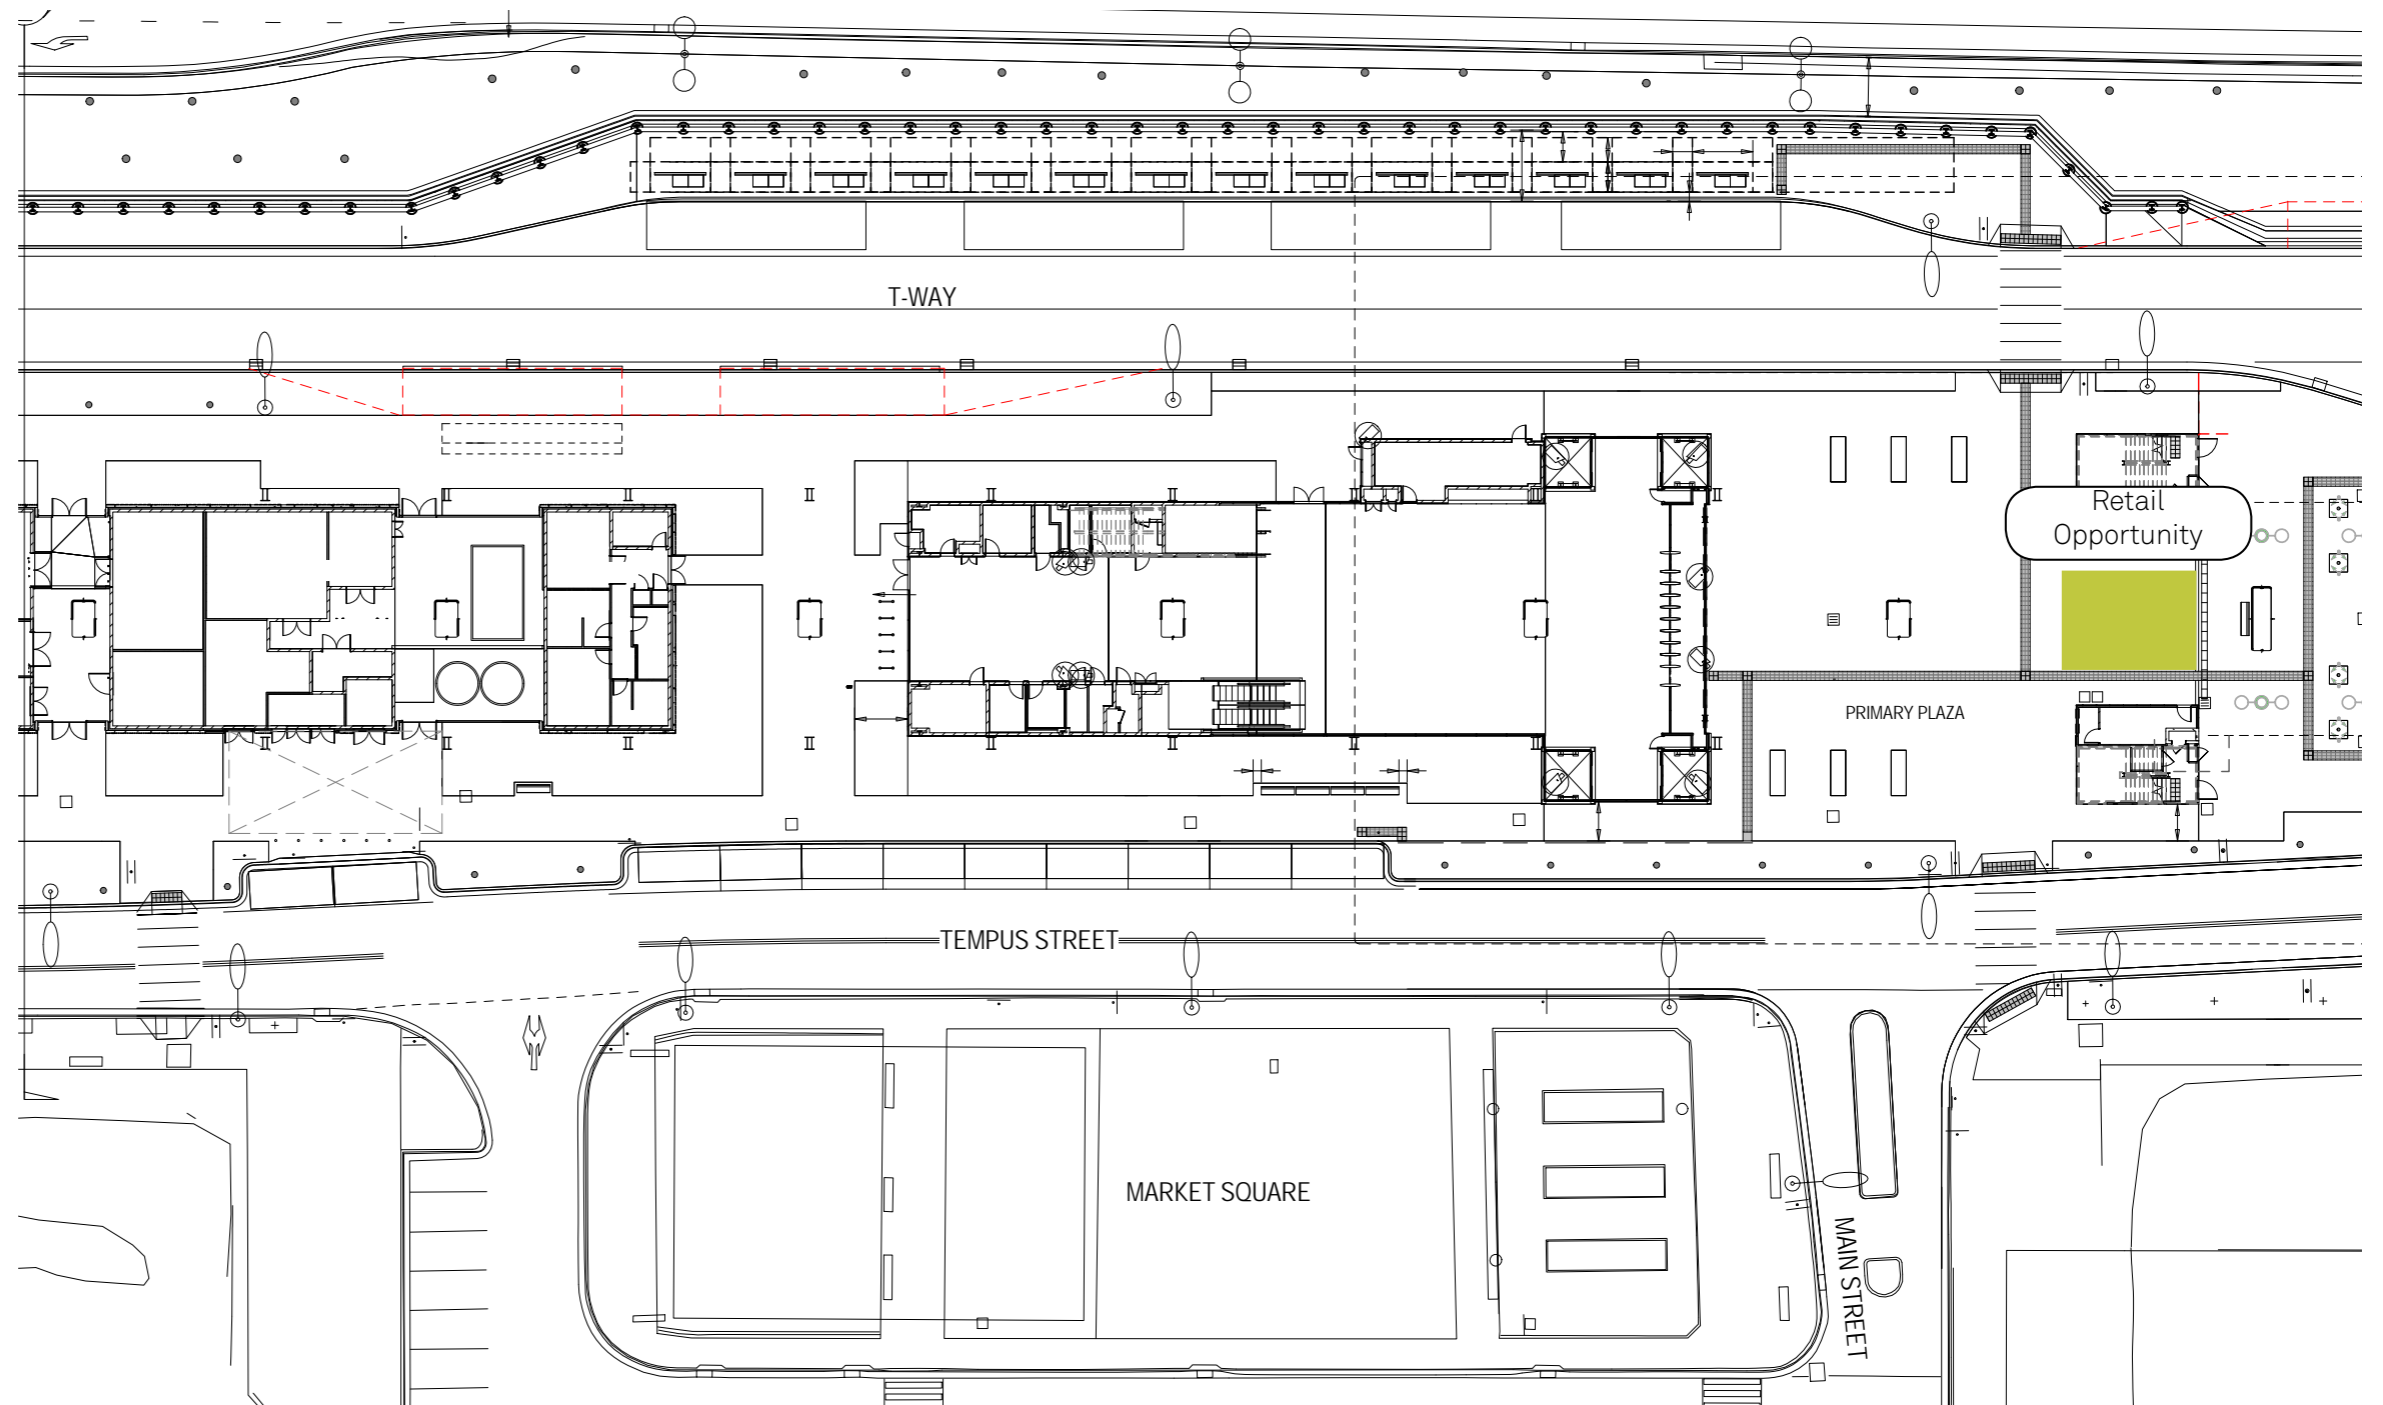 T-WAY
Retail
Opportunity
PRIMARY PLAZA
TEMPUS STREET
MARKET SQUARE
MAIN STREET